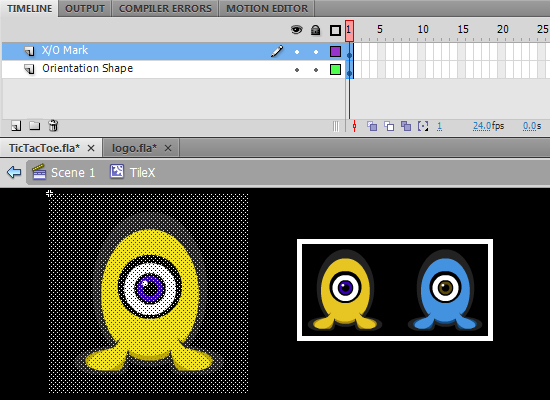 TIMELINE OUTPUT COMPILER ERRORS MOTION EDITOR
1 5 10 15 20 25
X/O Mark
Orientation Shape
1 24.0fps 0.0s
TicTacToe.fla* logo.fla*
Scene 1 TileX